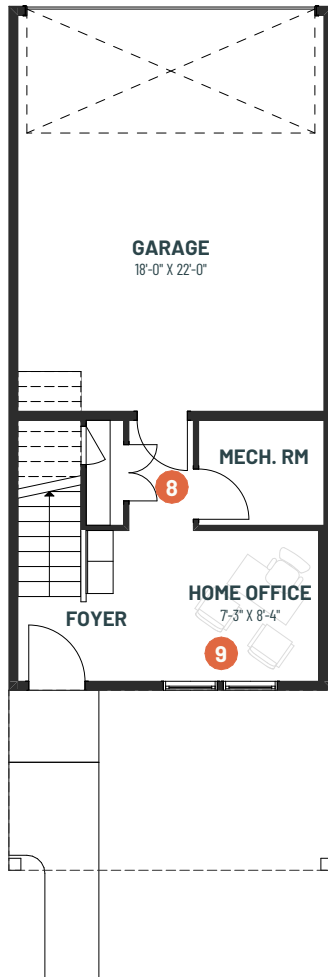 GARAGE
18'-0" X 22'-0"
MECH. RM
8
HOME OFFICE
7'-3" X 8'-4"
FOYER
9